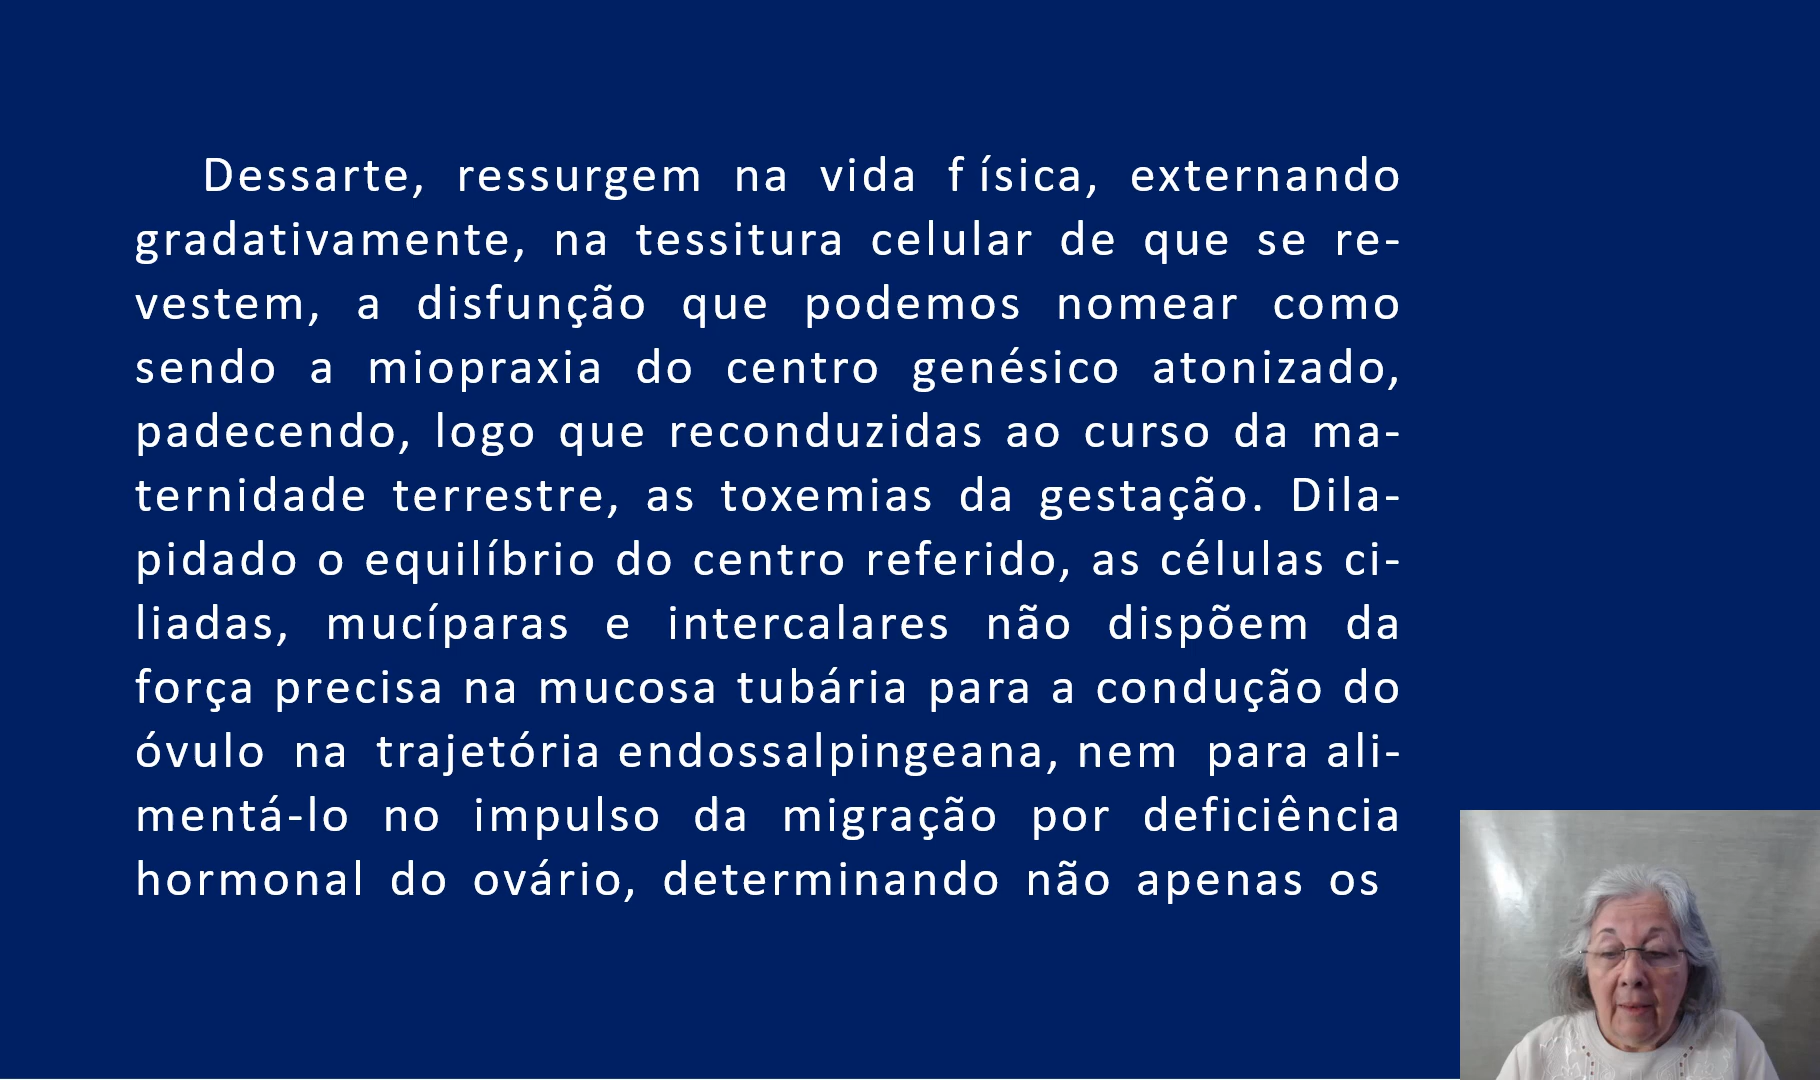 Dessarte, ressurgem na vida física, externando
gradativamente, na tessitura celular de que se re-
vestem, a disfunção que podemos nomear como
sendo a miopraxia do centro genésico atonizado,
padecendo, logo que reconduzidas ao curso da ma-
ternidade terrestre, as toxemias da gestação. Dila-
pidado o equilíbrio do centro referido, as células ci-
liadas, mucíparas e intercalares não dispõem da
força precisa na mucosa tubária para a condução do
óvulo na trajetória endossalpingeana, nem para ali-
mentá-lo no impulso da migração por deficiência
hormonal do ovário, determinando não apenas os